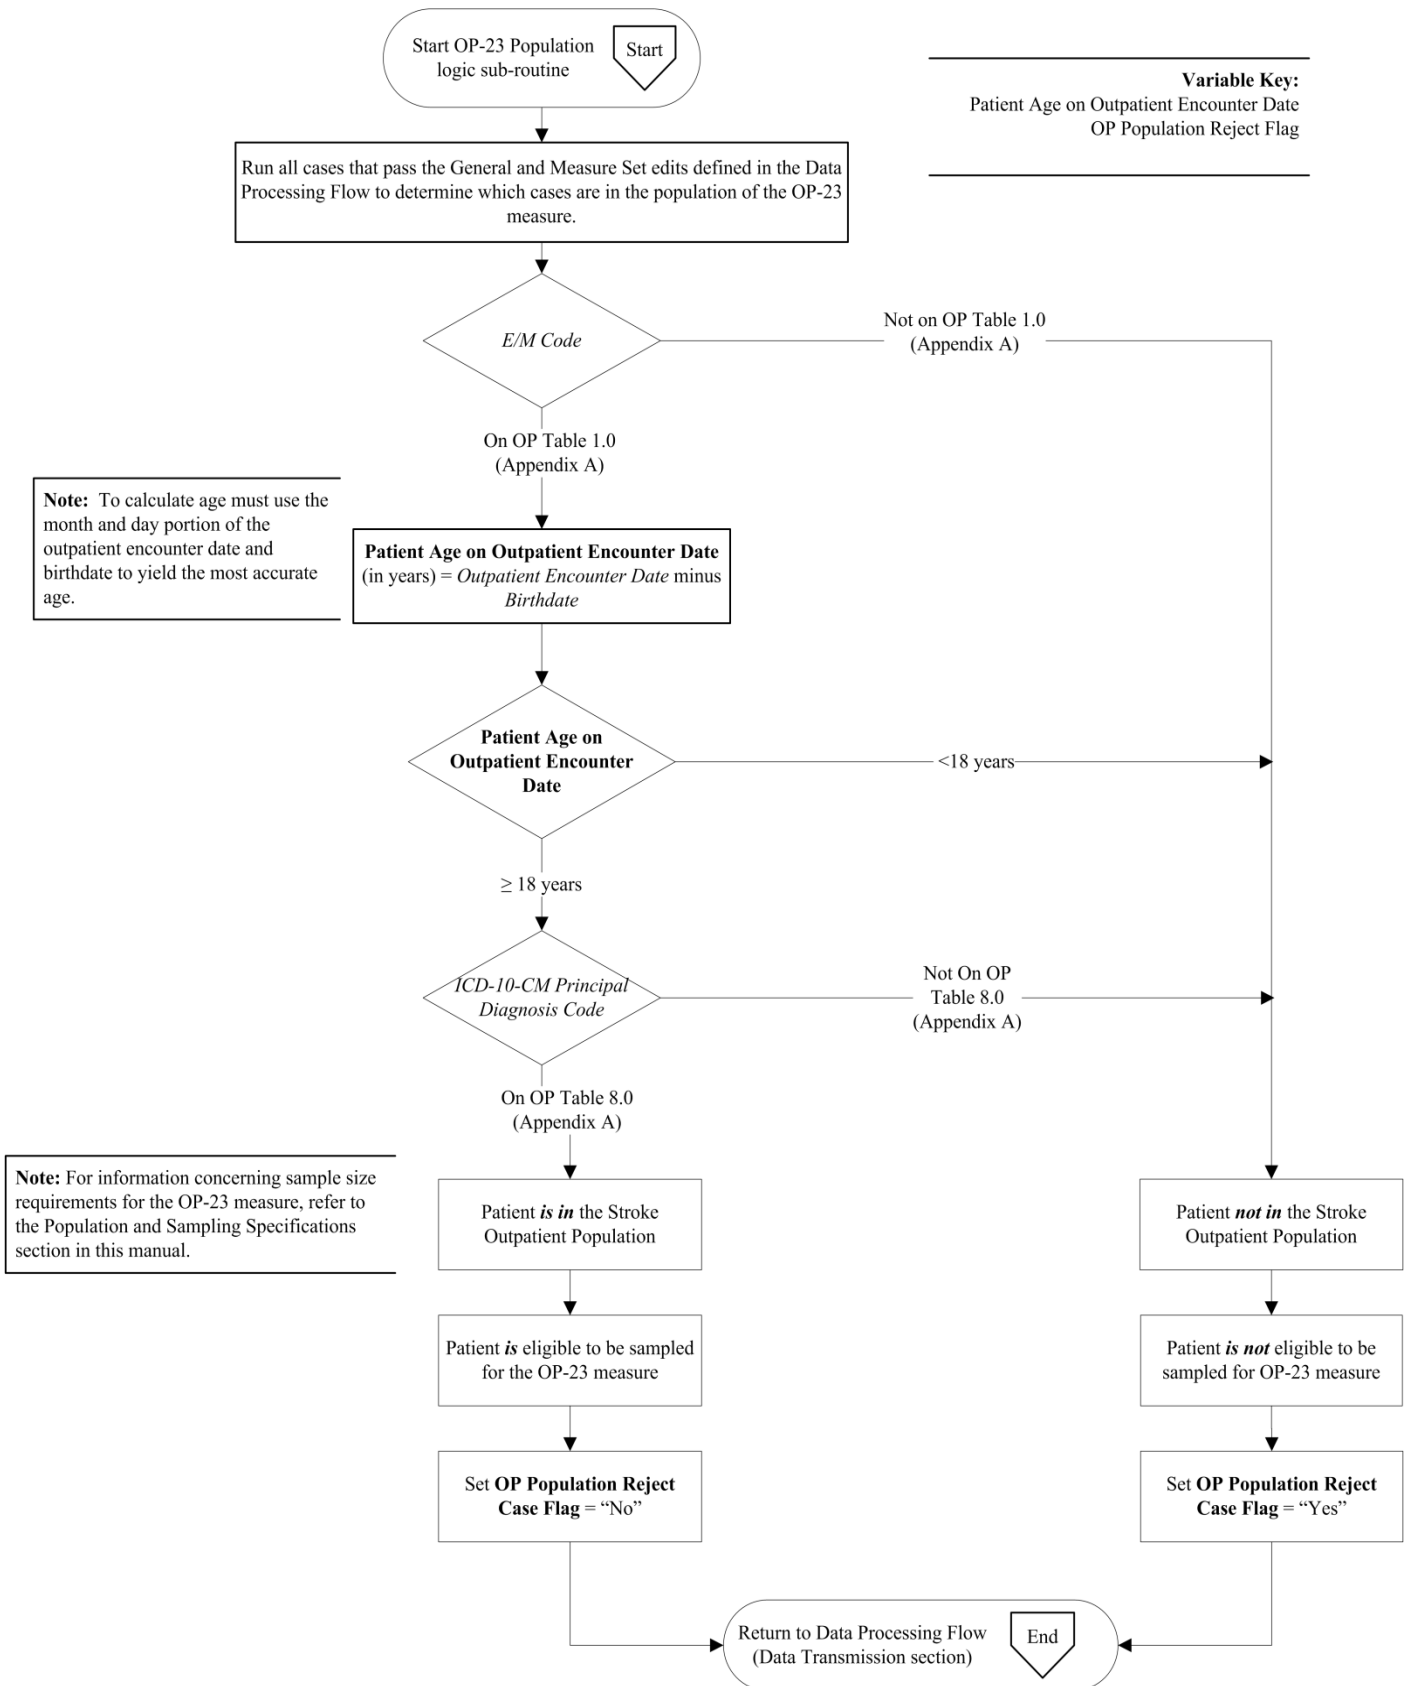 Start OP-23 Population
logic sub-routine
Start
Variable Key:
Patient Age on Outpatient Encounter Date
OP Population Reject Flag
Run all cases that pass the General and Measure Set edits defined in the Data
Processing Flow to determine which cases are in the population of the OP-23
measure.
E/M Code
Not on OP Table 1.0
(Appendix A)
On OP Table 1.0
(Appendix A)
Note: To calculate age must use the
month and day portion of the
outpatient encounter date and
birthdate to yield the most accurate
age.
Patient Age on Outpatient Encounter Date
(in years) = Outpatient Encounter Date minus
Birthdate
Patient Age on
Outpatient Encounter
Date
<18 years
≥ 18 years
ICD-10-CM Principal
Diagnosis Code
Not On OP
Table 8.0
(Appendix A)
On OP Table 8.0
(Appendix A)
Note: For information concerning sample size
requirements for the OP-23 measure, refer to
the Population and Sampling Specifications
section in this manual.
Patient is in the Stroke
Outpatient Population
Patient not in the Stroke
Outpatient Population
Patient is eligible to be sampled
for the OP-23 measure
Patient is not eligible to be
sampled for OP-23 measure
Set OP Population Reject
Case Flag = “No”
Set OP Population Reject
Case Flag = “Yes”
Return to Data Processing Flow
(Data Transmission section)
End